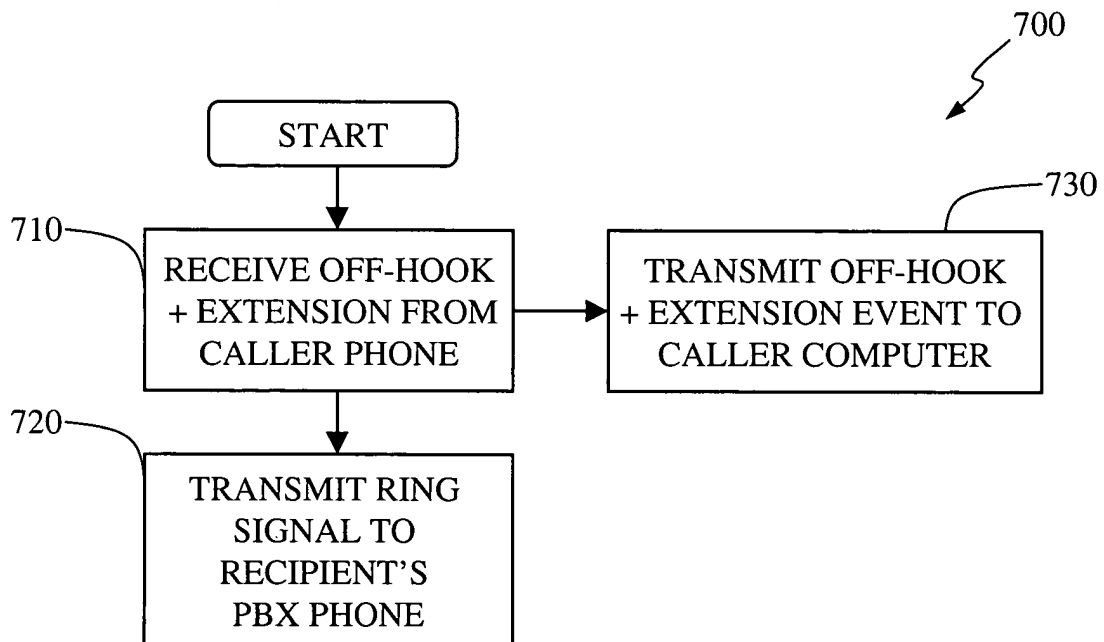 700
START
730
710
RECEIVE OFF-HOOK
+ EXTENSION FROM
CALLER PHONE
TRANSMIT OFF-HOOK
+ EXTENSION EVENT TO
CALLER COMPUTER
720
TRANSMIT RING
SIGNAL TO
RECIPIENT'S
PBX PHONE